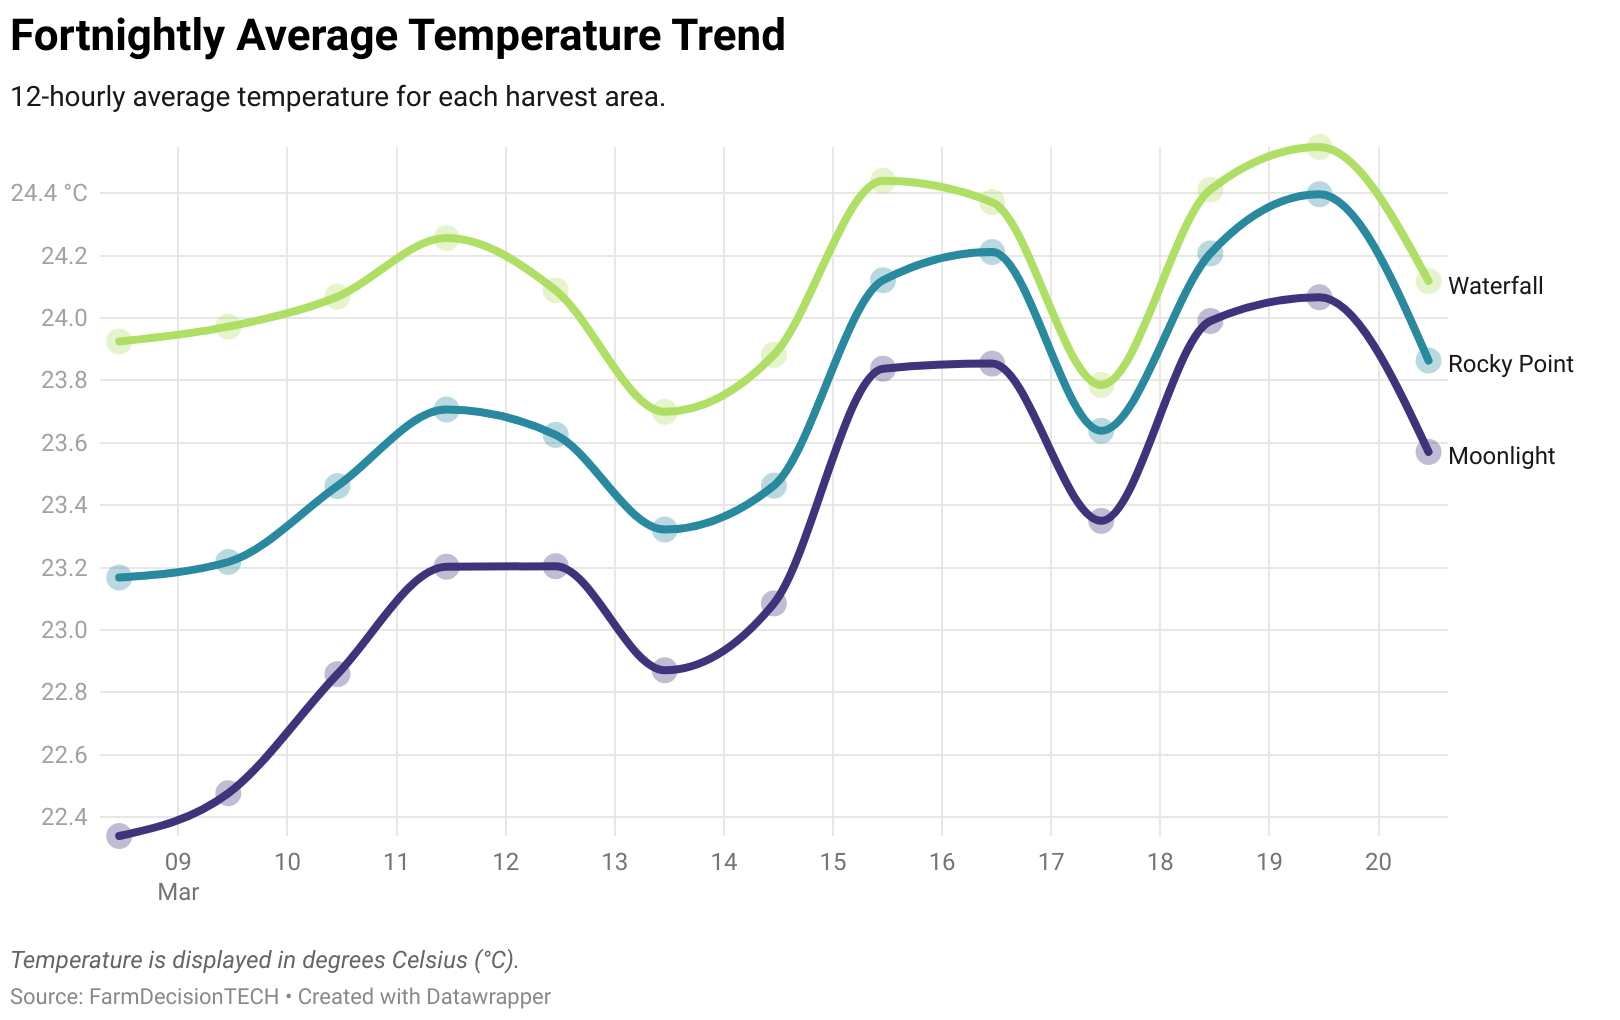 Fortnightly Average Temperature Trend
12-hourly average temperature for each harvest area.
24.4 °C
24.2
24.0
23.8
23.6
23.4
23.2
23.0
22.8
22.6
22.4
Waterfall
Rocky Point
Moonlight
09 10 11 12 13 14 15 16 17 18 19 20
Mar
Temperature is displayed in degrees Celsius (°C).
Source: FarmDecisionTECH • Created with Datawrapper